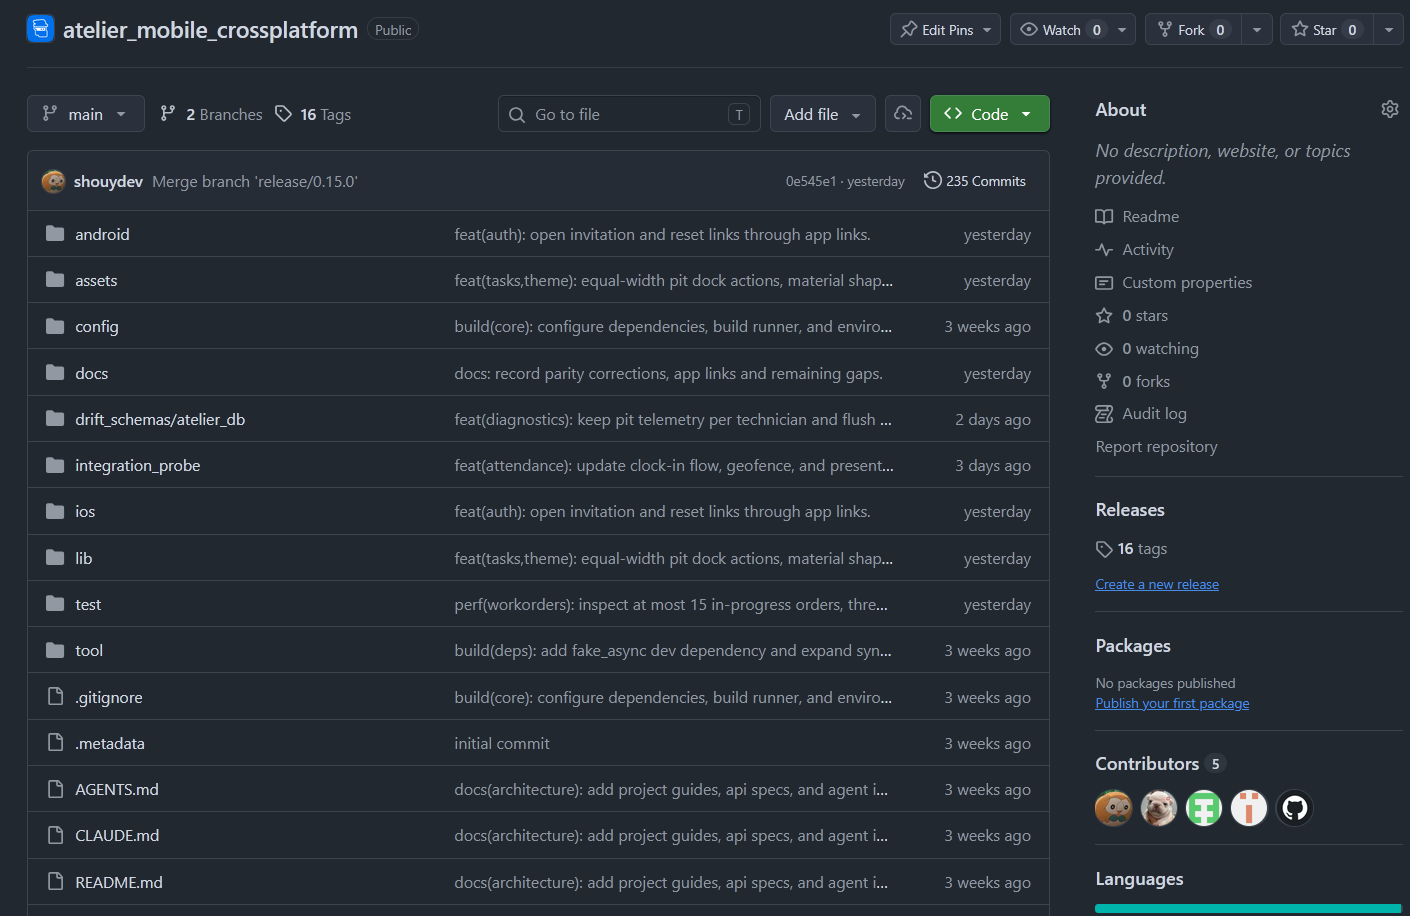 atelier_mobile_crossplatform Public Edit Pins Watch 0 Fork 0 Star 0
main 2 Branches 16 Tags Go to file T Add file Code
shouydev Merge branch 'release/0.15.0' 0e545e1 · yesterday 235 Commits
android feat(auth): open invitation and reset links through app links. yesterday
assets feat(tasks,theme): equal-width pit dock actions, material shap... yesterday
config build(core): configure dependencies, build runner, and enviro... 3 weeks ago
docs docs: record parity corrections, app links and remaining gaps. yesterday
drift_schemas/atelier_db feat(diagnostics): keep pit telemetry per technician and flush ... 2 days ago
integration_probe feat(attendance): update clock-in flow, geofence, and present... 3 days ago
ios feat(auth): open invitation and reset links through app links. yesterday
lib feat(tasks,theme): equal-width pit dock actions, material shap... yesterday
test perf(workorders): inspect at most 15 in-progress orders, thre... yesterday
tool build(deps): add fake_async dev dependency and expand syn... 3 weeks ago
.gitignore build(core): configure dependencies, build runner, and enviro... 3 weeks ago
.metadata initial commit 3 weeks ago
AGENTS.md docs(architecture): add project guides, api specs, and agent i... 3 weeks ago
CLAUDE.md docs(architecture): add project guides, api specs, and agent i... 3 weeks ago
README.md docs(architecture): add project guides, api specs, and agent i... 3 weeks ago
About
No description, website, or topics
provided.
Readme
Activity
Custom properties
0 stars
0 watching
0 forks
Audit log
Report repository
Releases
16 tags
Create a new release
Packages
No packages published
Publish your first package
Contributors 5
Languages